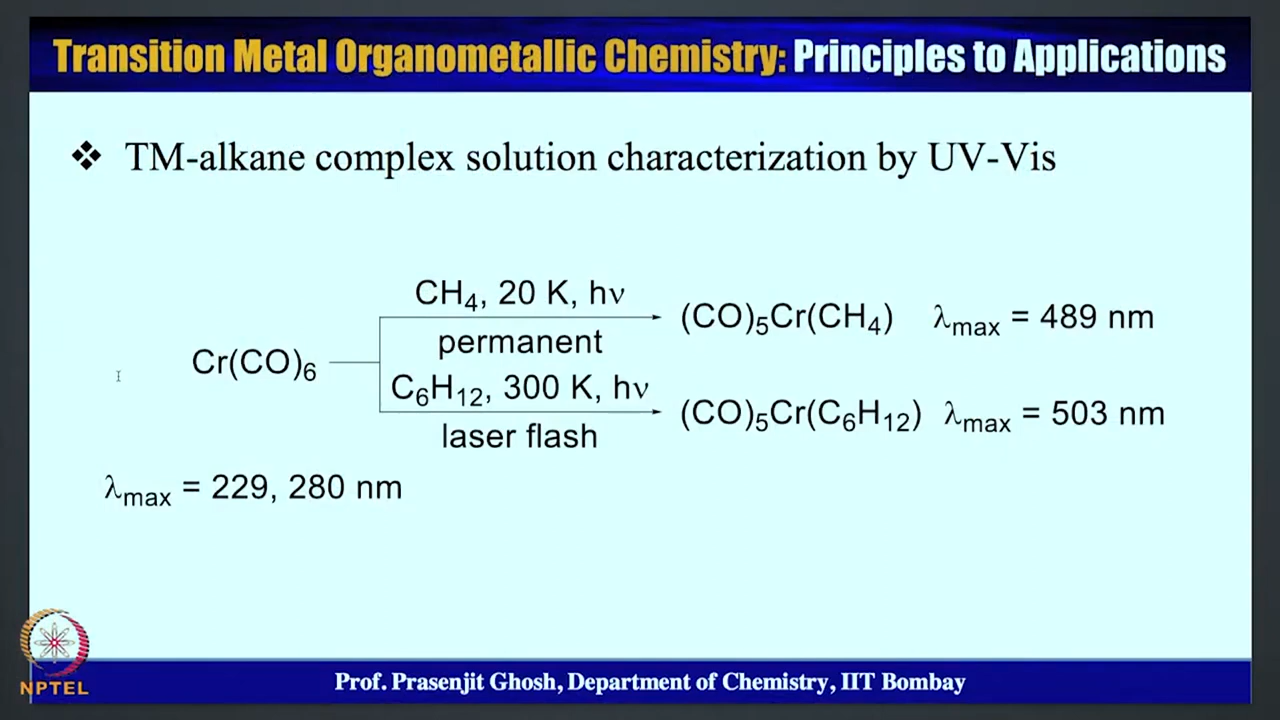 Transition Metal Organometallic Chemistry: Principles to Applications
❖ TM-alkane complex solution characterization by UV-Vis
CH₄, 20 K, hν
permanent
(CO)₅Cr(CH₄) λmax = 489 nm
Cr(CO)₆
C₆H₁₂, 300 K, hν
laser flash
(CO)₅Cr(C₆H₁₂) λmax = 503 nm
λmax = 229, 280 nm
NPTEL
Prof. Prasenjit Ghosh, Department of Chemistry, IIT Bombay